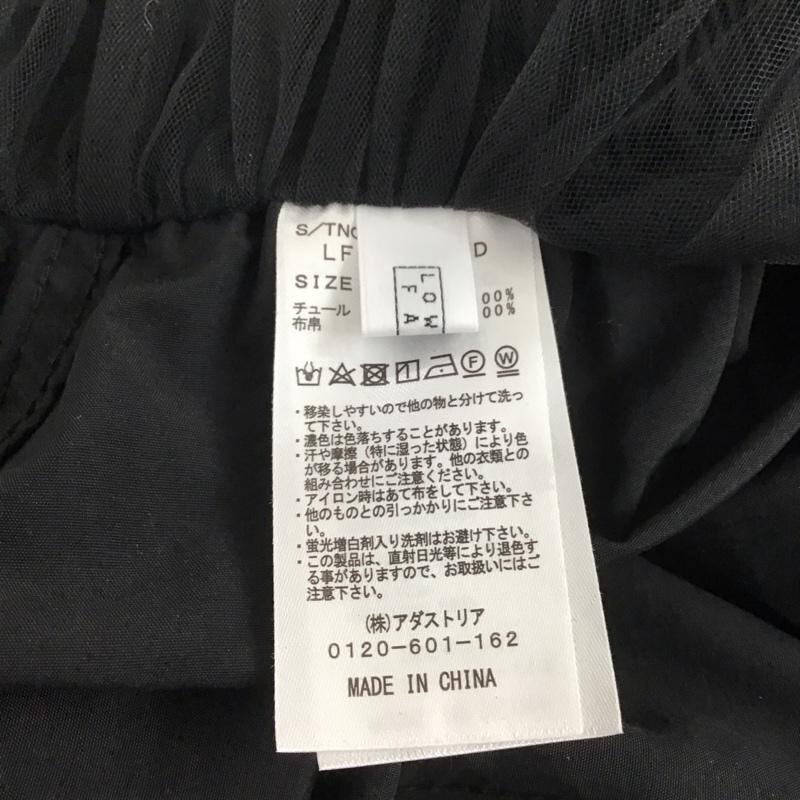 S/TNO
LF D
SIZE
LOW
FA
チュール 00%
布帛 00%
F W
・移染しやすいので他の物と分けて洗っ
て下さい。
・濃色は色落ちすることがあります。
・汗や摩擦（特に湿った状態）により色
が移る場合があります。他の衣類との
組み合わせにご注意ください。
・アイロン時はあて布をして下さい。
・他のものとの引っかかりにご注意下さ
い。
・蛍光増白剤入り洗剤はお避け下さい。
・この製品は、直射日光等により退色す
る事がありますので、お取扱いにはご
注意下さい。
(株)アダストリア
0120-601-162
MADE IN CHINA